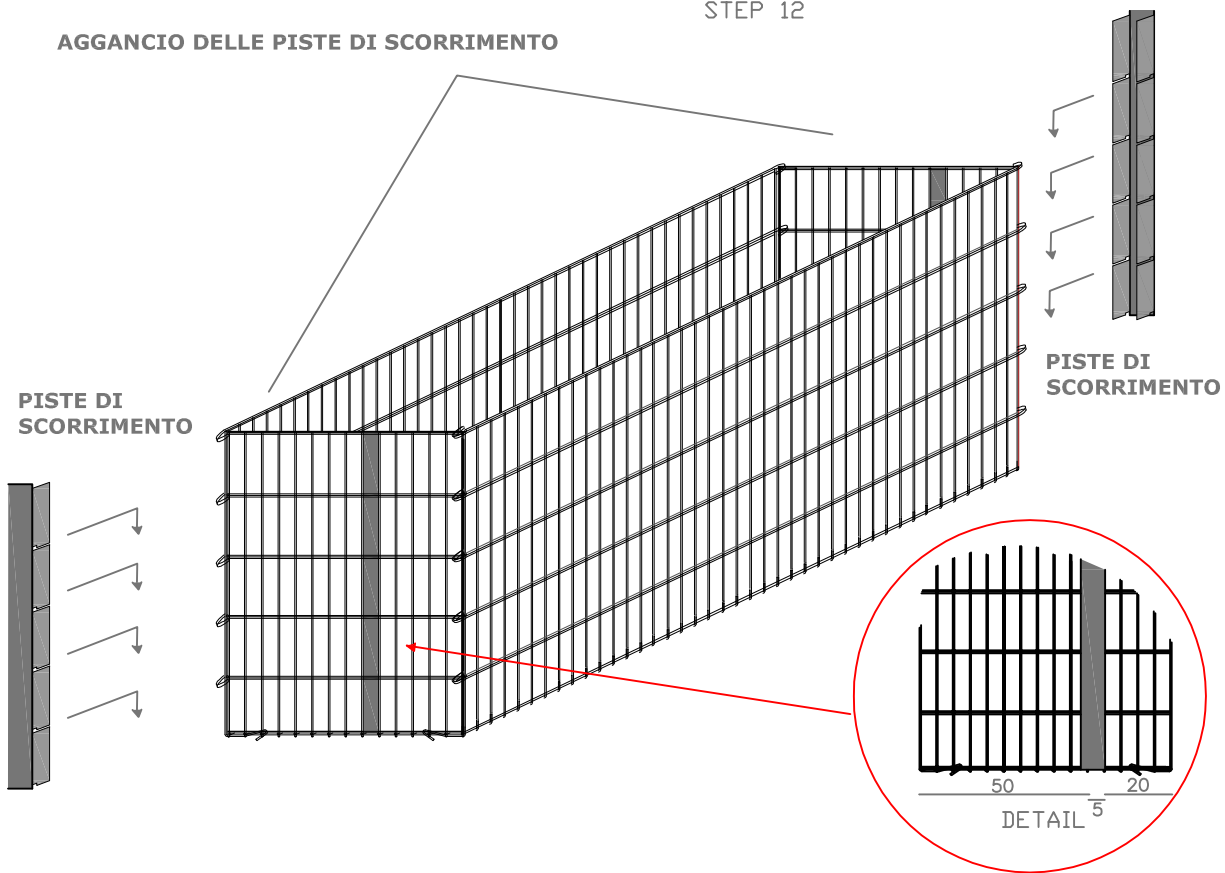 STEP 12
AGGANCIO DELLE PISTE DI SCORRIMENTO
PISTE DI
SCORRIMENTO
PISTE DI
SCORRIMENTO
50
5
20
DETAIL